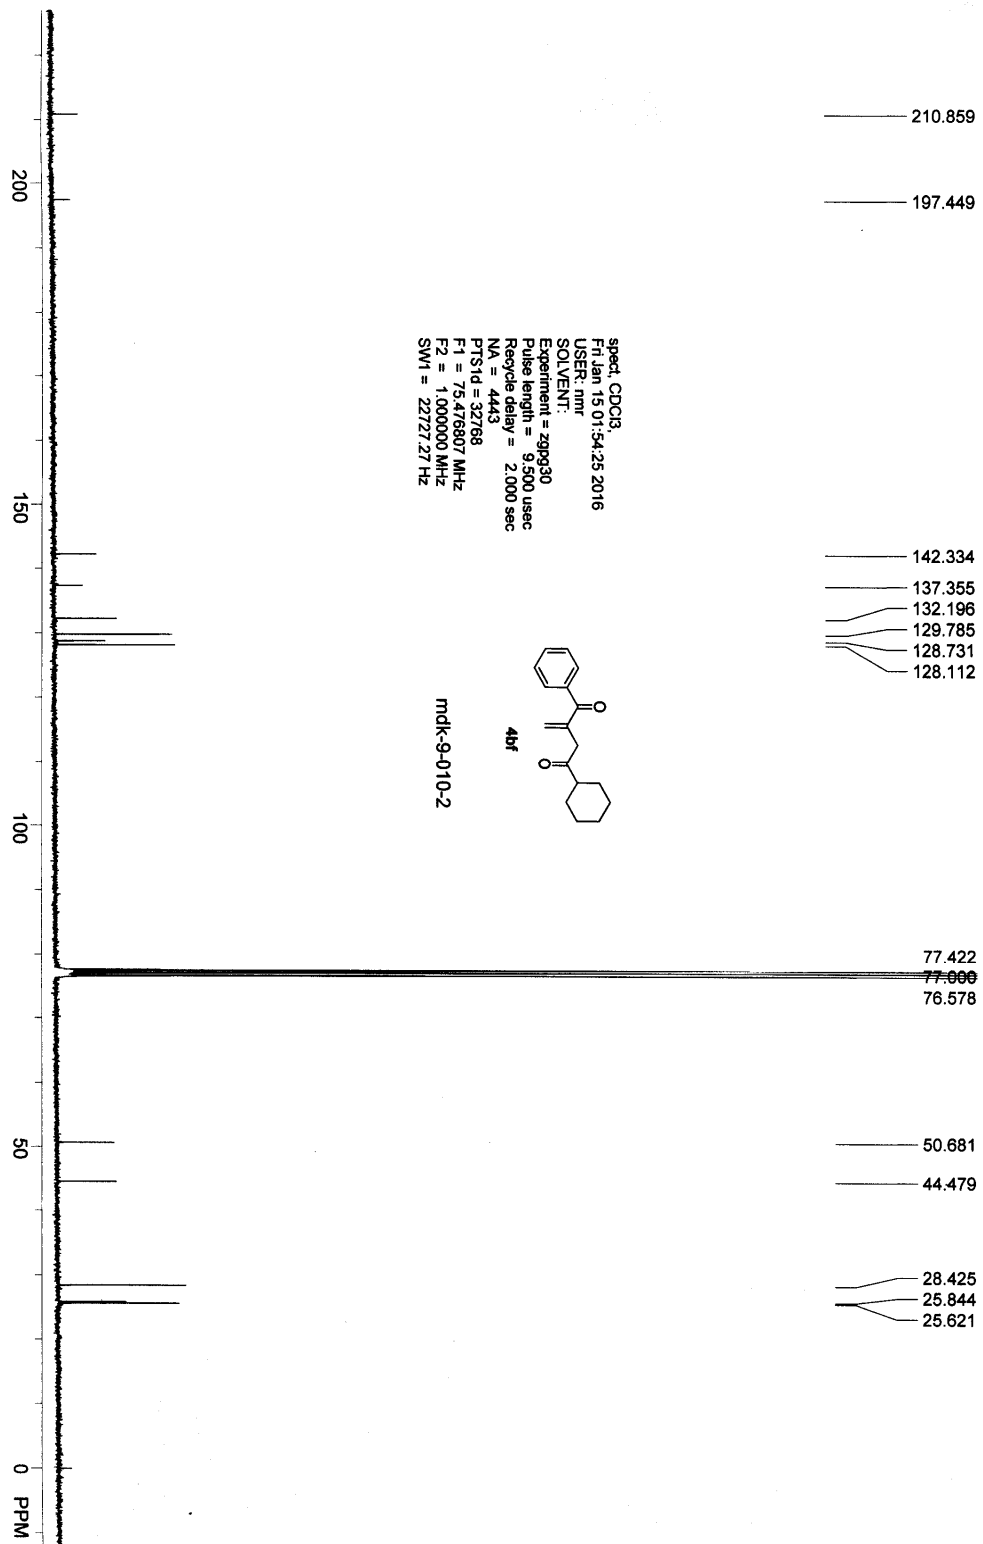 210.859
197.449
142.334
137.355
132.196
129.785
128.731
128.112
77.422
77.000
76.578
50.681
44.479
28.425
25.844
25.621
spect, CDCl3,
Fri Jan 15 01:54:25 2016
USER: nmr
SOLVENT:
Experiment = zgpg30
Pulse length = 9.500 usec
Recycle delay = 2.000 sec
NA = 4443
PTS1d = 32768
F1 = 75.476807 MHz
F2 = 1.000000 MHz
SW1 = 22727.27 Hz
O
O
4bf
mdk-9-010-2
200
150
100
50
0
PPM